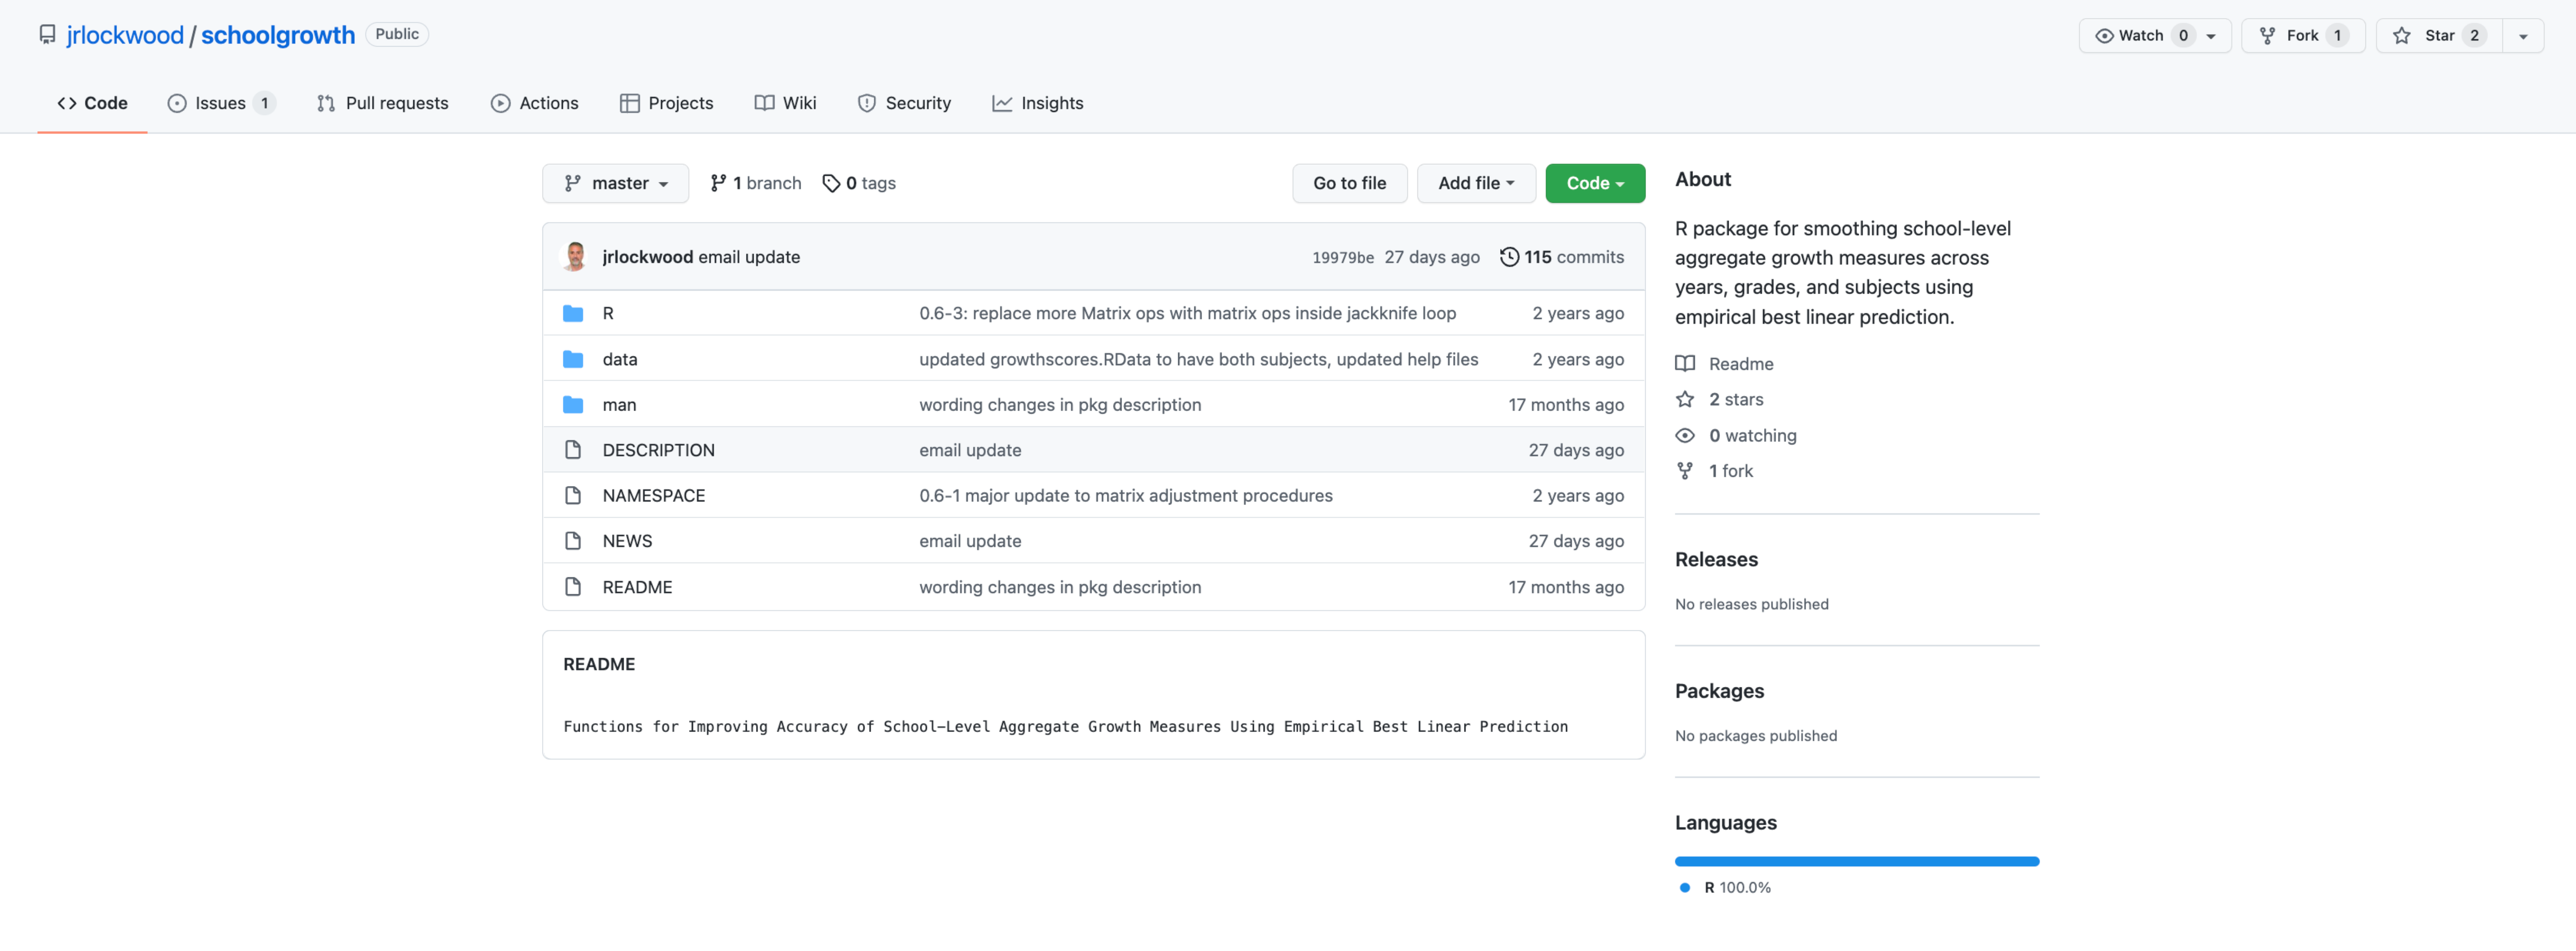 jrlockwood / schoolgrowth Public
Watch 0 Fork 1 Star 2
Code Issues 1 Pull requests Actions Projects Wiki Security Insights
master 1 branch 0 tags Go to file Add file Code
jrlockwood email update 19979be 27 days ago 115 commits
R 0.6-3: replace more Matrix ops with matrix ops inside jackknife loop 2 years ago
data updated growthscores.RData to have both subjects, updated help files 2 years ago
man wording changes in pkg description 17 months ago
DESCRIPTION email update 27 days ago
NAMESPACE 0.6-1 major update to matrix adjustment procedures 2 years ago
NEWS email update 27 days ago
README wording changes in pkg description 17 months ago
README
Functions for Improving Accuracy of School-Level Aggregate Growth Measures Using Empirical Best Linear Prediction
About
R package for smoothing school-level
aggregate growth measures across
years, grades, and subjects using
empirical best linear prediction.
Readme
2 stars
0 watching
1 fork
Releases
No releases published
Packages
No packages published
Languages
R 100.0%